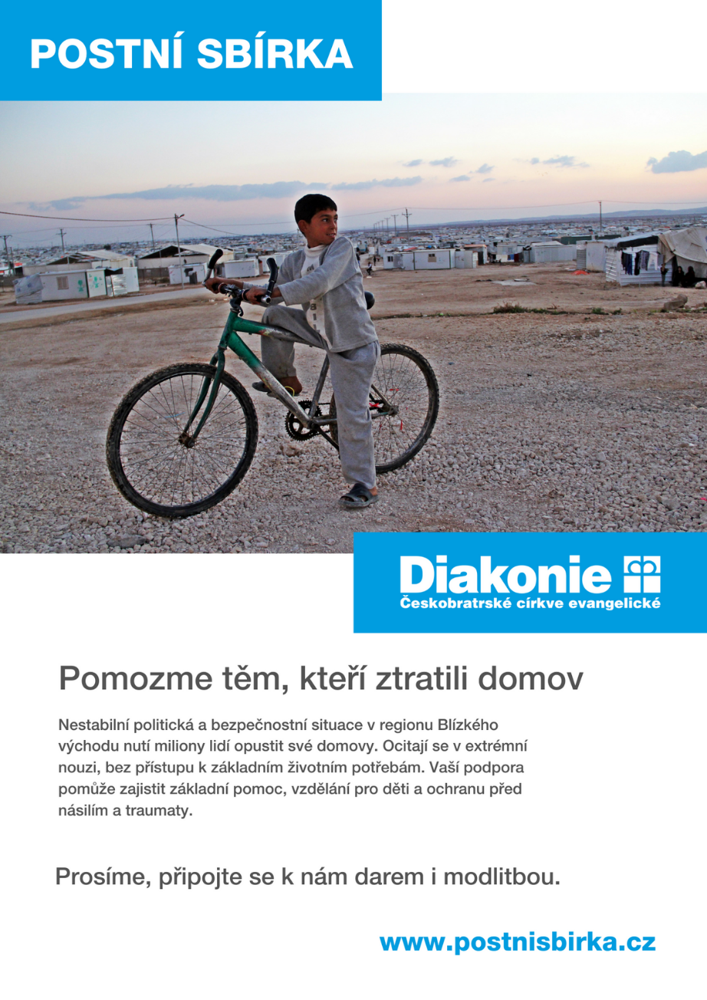 POSTNÍ SBÍRKA
Diakonie
Českobratrské církve evangelické
Pomozme těm, kteří ztratili domov
Nestabilní politická a bezpečnostní situace v regionu Blízkého
východu nutí miliony lidí opustit své domovy. Ocitají se v extrémní
nouzi, bez přístupu k základním životním potřebám. Vaší podpora
pomůže zajistit základní pomoc, vzdělání pro děti a ochranu před
násilím a traumaty.
Prosíme, připojte se k nám darem i modlitbou.
www.postnisbirka.cz